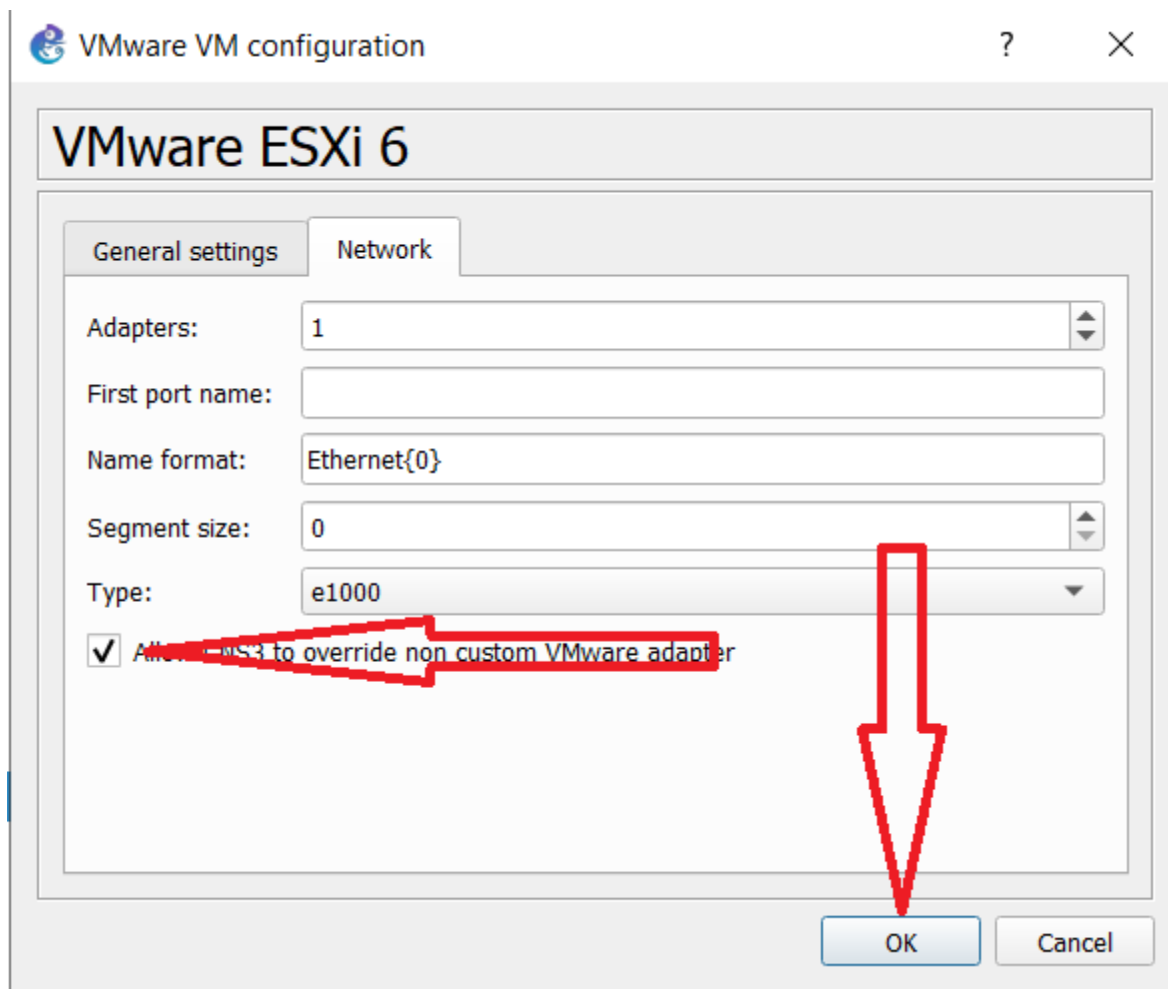 VMware VM configuration
?
VMware ESXi 6
General settings
Network
Adapters: 1
First port name:
Name format: Ethernet{0}
Segment size: 0
Type: e1000
to override non custom VMware adapter
OK
Cancel